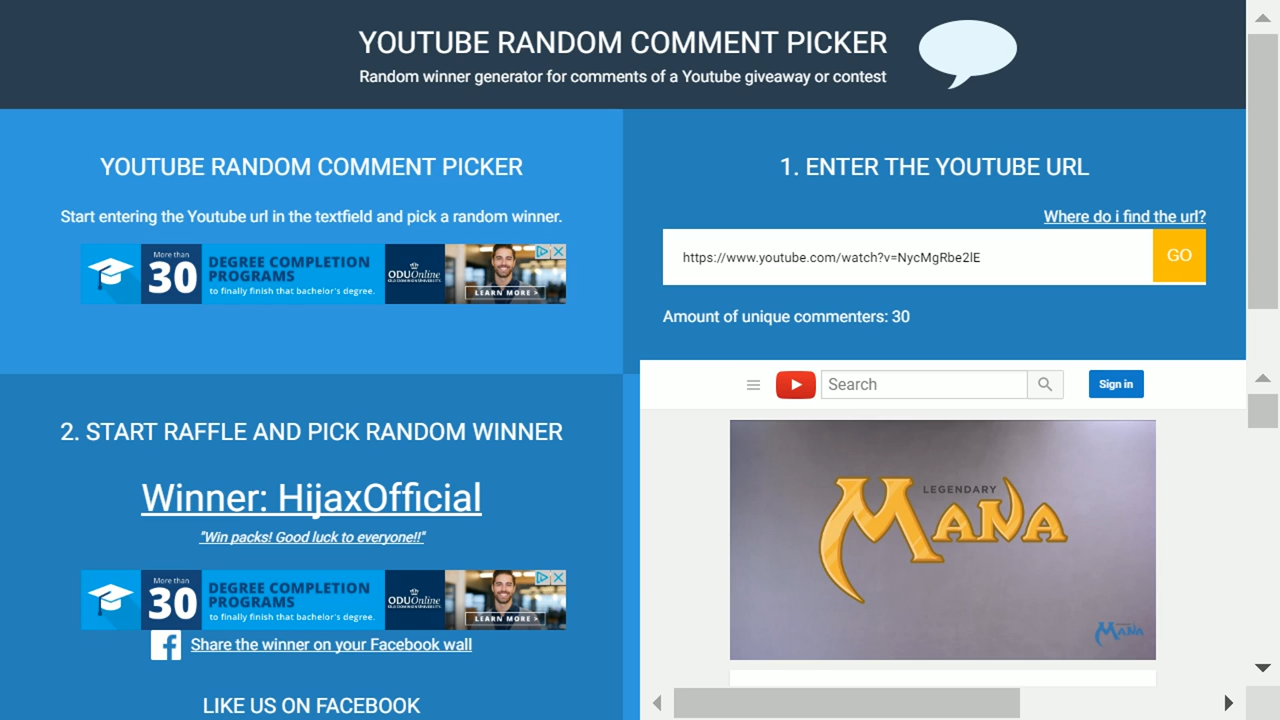 YOUTUBE RANDOM COMMENT PICKER
Random winner generator for comments of a Youtube giveaway or contest
YOUTUBE RANDOM COMMENT PICKER
Start entering the Youtube url in the textfield and pick a random winner.
More than
30
DEGREE COMPLETION
PROGRAMS
to finally finish that bachelor's degree.
ODUOnline
OLD DOMINION UNIVERSITY
LEARN MORE >
1. ENTER THE YOUTUBE URL
Where do i find the url?
https://www.youtube.com/watch?v=NycMgRbe2lE
GO
Amount of unique commenters: 30
2. START RAFFLE AND PICK RANDOM WINNER
Winner: HijaxOfficial
"Win packs! Good luck to everyone!!"
More than
30
DEGREE COMPLETION
PROGRAMS
to finally finish that bachelor's degree.
ODUOnline
OLD DOMINION UNIVERSITY
LEARN MORE >
Share the winner on your Facebook wall
LIKE US ON FACEBOOK
Search
Sign in
LEGENDARY
MANA
MANA